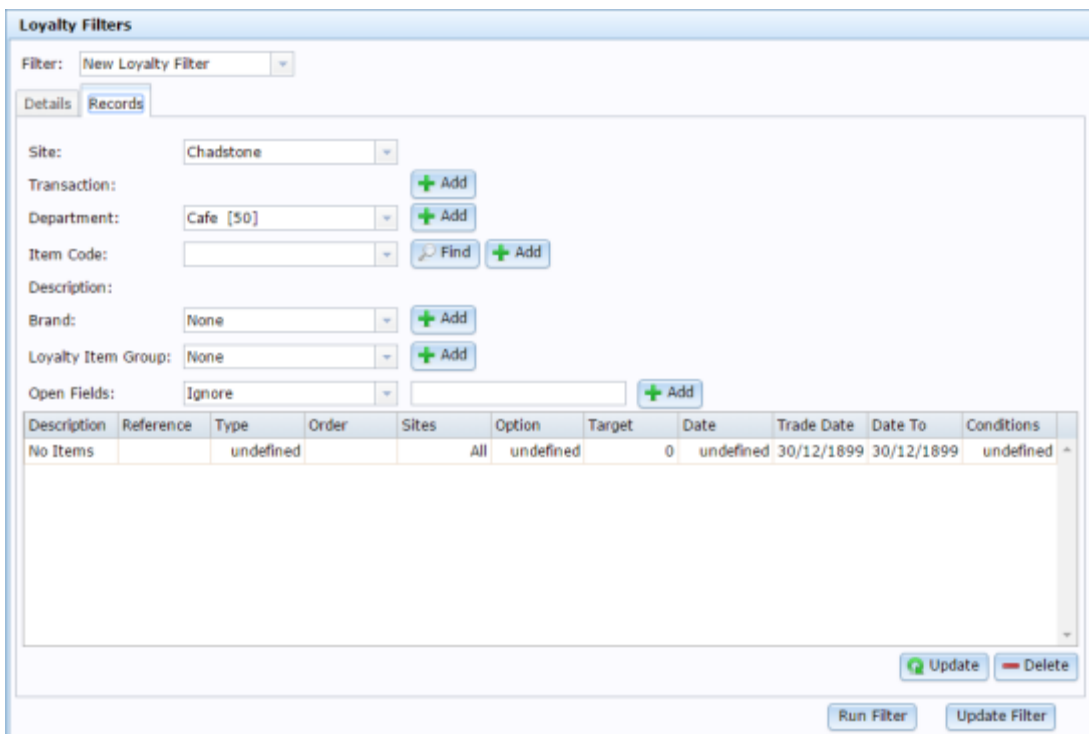 Loyalty Filters
Filter: New Loyalty Filter
Details Records
Site: Chadstone
Transaction: Add
Department: Cafe [50] Add
Item Code: Find Add
Description:
Brand: None Add
Loyalty Item Group: None Add
Open Fields: Ignore Add
Description Reference Type Order Sites Option Target Date Trade Date Date To Conditions
No Items undefined All undefined 0 undefined 30/12/1899 30/12/1899 undefined
Update Delete
Run Filter Update Filter